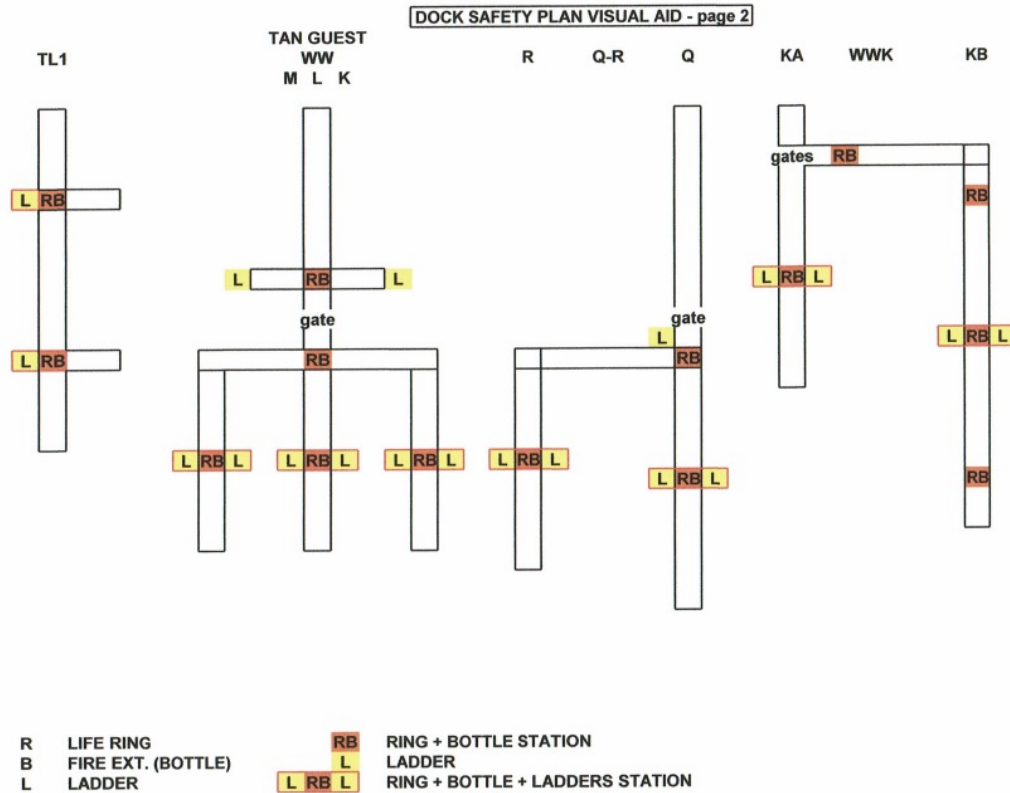 DOCK SAFETY PLAN VISUAL AID - page 2
TL1
TAN GUEST
WW
M L K
R Q-R Q
KA WWK KB
gates RB
RB
L RB
L RB L
L RB L
gate
gate
L RB L
L
L RB
RB
RB
L RB L
L RB L
L RB L
L RB L
L RB L
RB
R LIFE RING
B FIRE EXT. (BOTTLE)
L LADDER
RB RING + BOTTLE STATION
L LADDER
L RB L RING + BOTTLE + LADDERS STATION